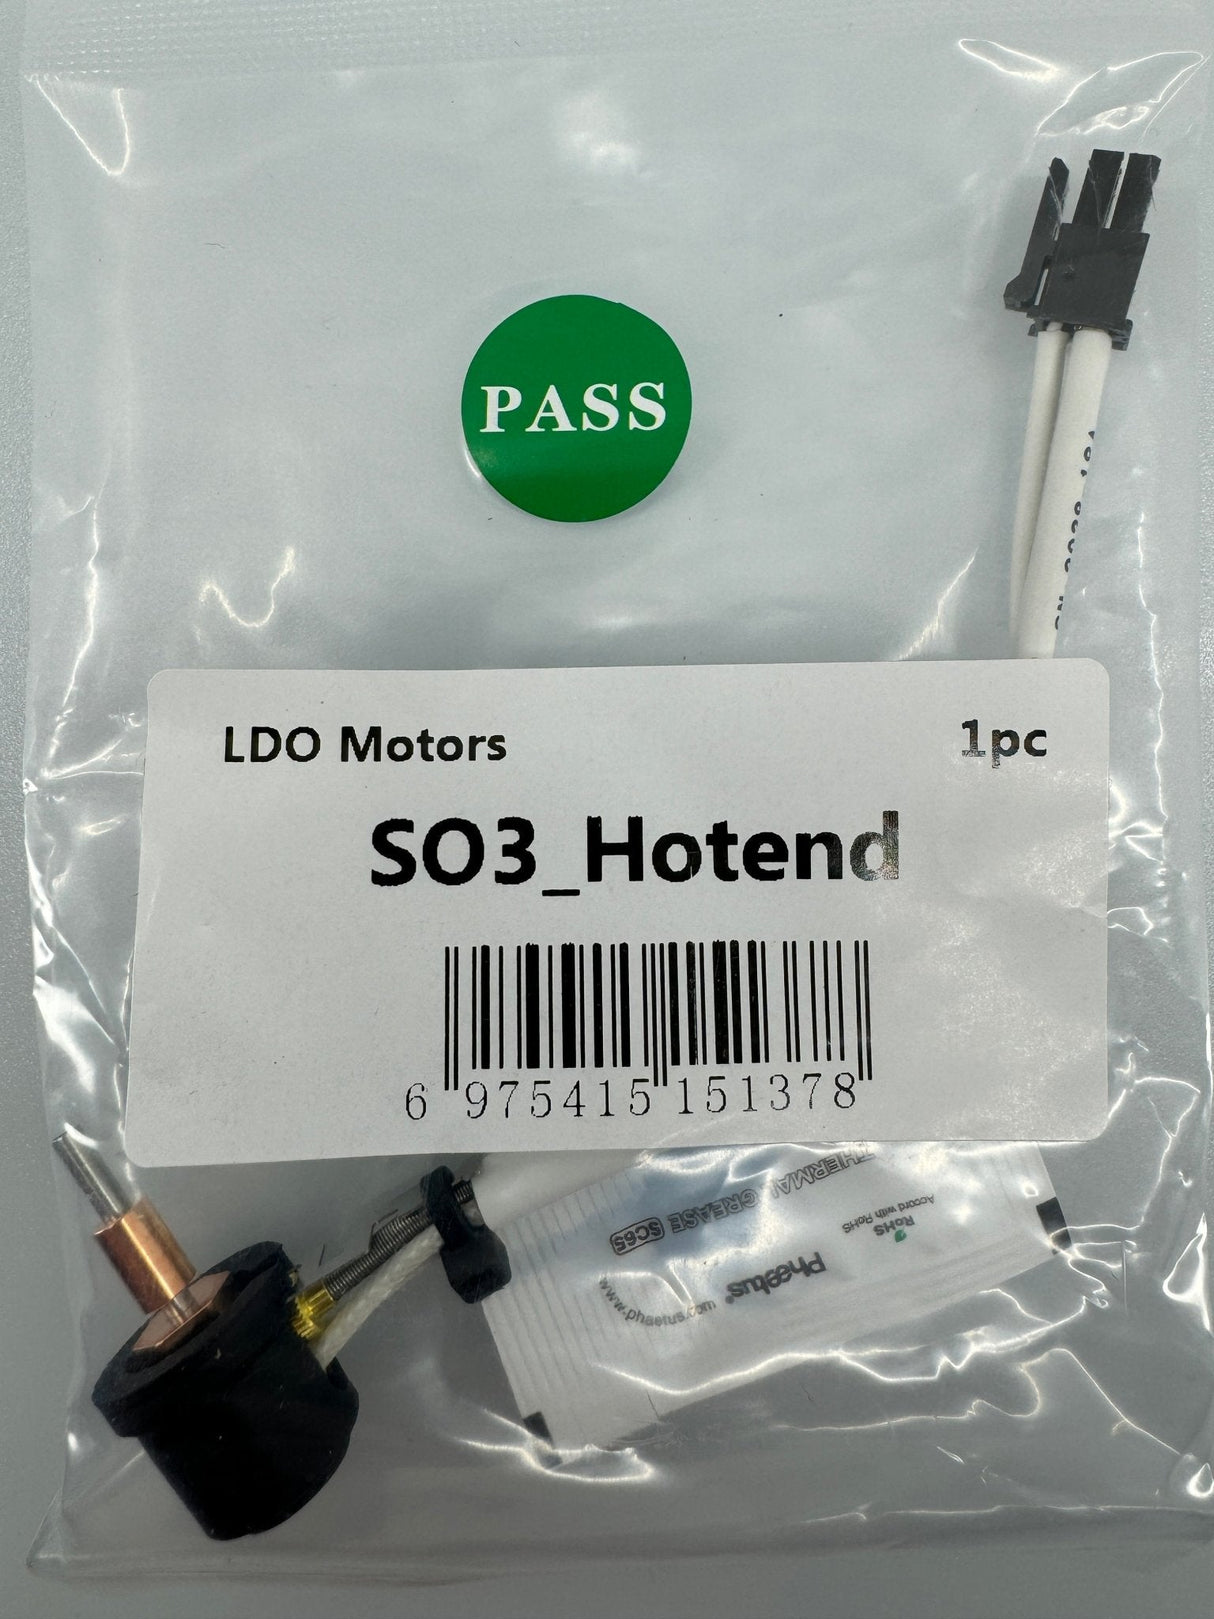 PASS
LDO Motors
1pc
SO3_Hotend
6 975415 151378
THERMAL GREASE SC65
RoHS
Accord with RoHS
Phaetus®
www.phaetus.com